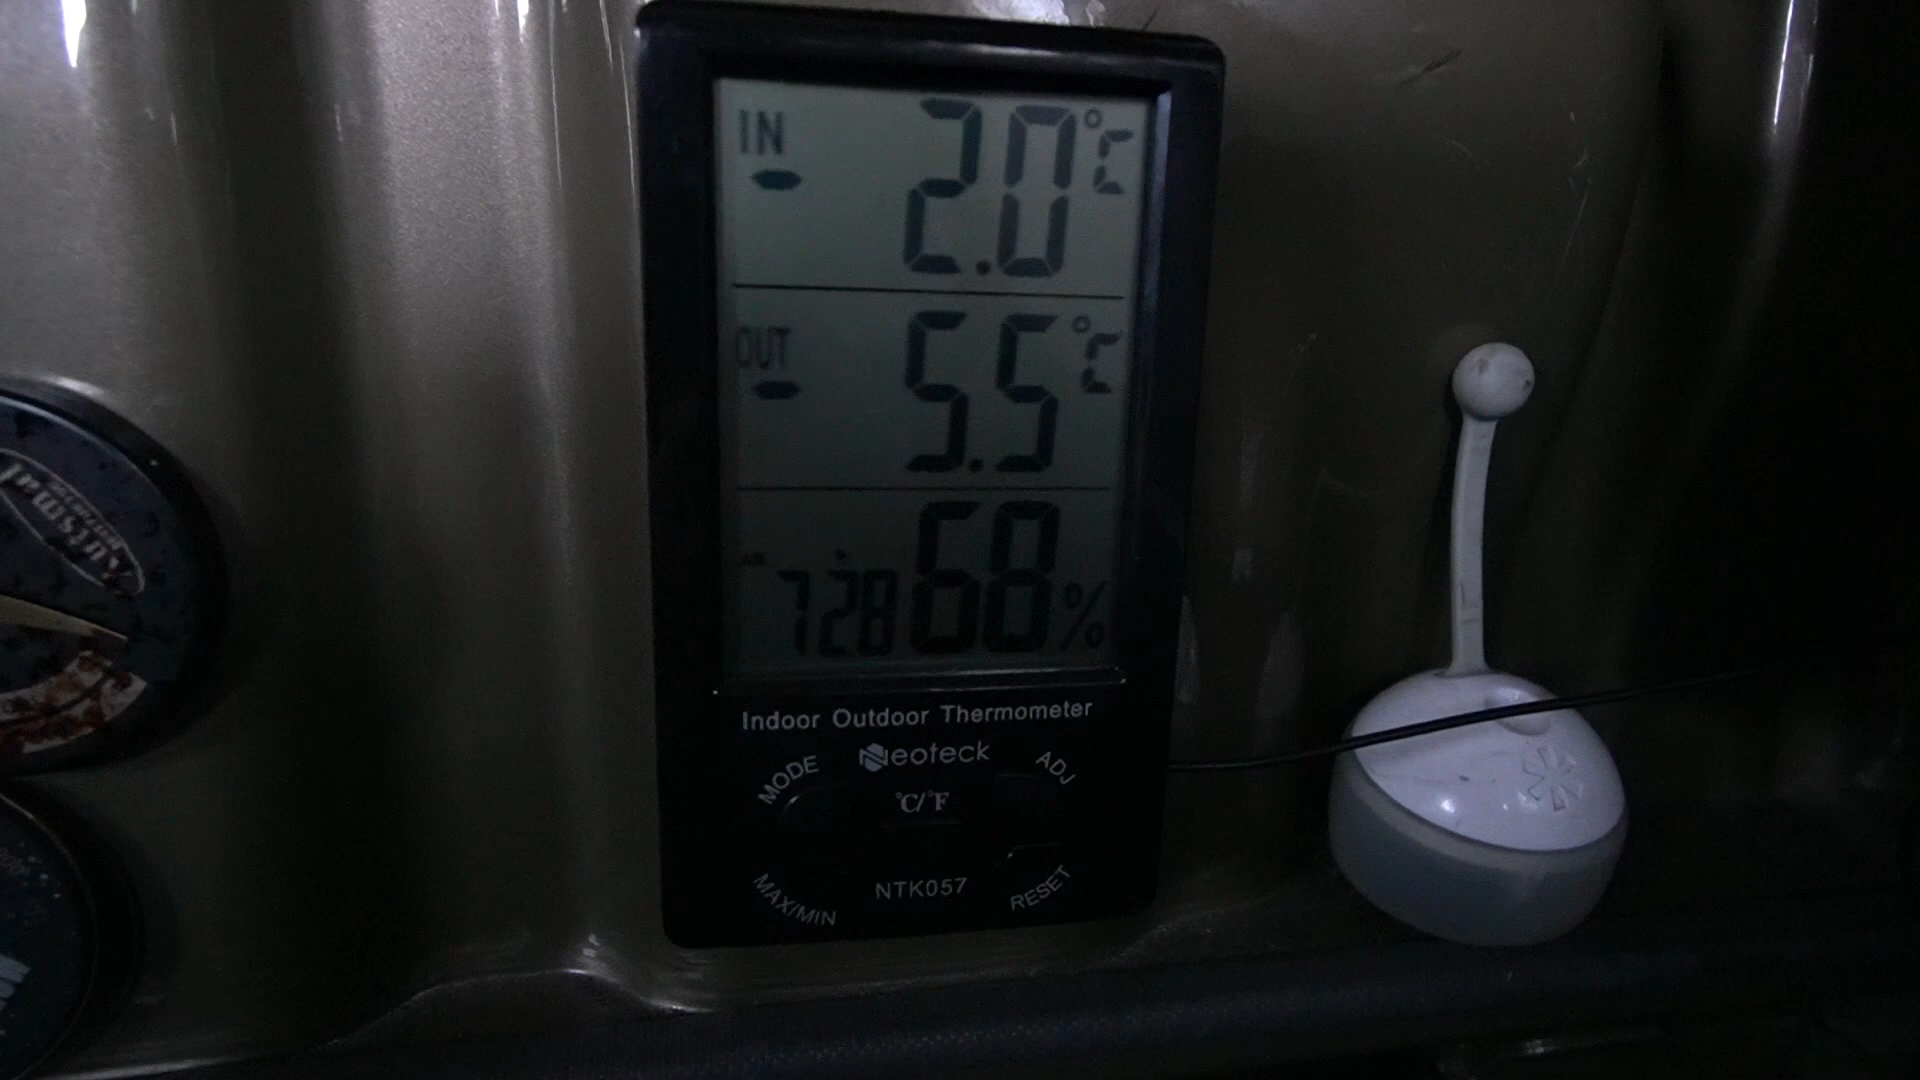 IN
- 2.0 °C
OUT
- 5.5 °C
7 28 68 %
Indoor Outdoor Thermometer
Neoteck
MODE
ADJ
°C/°F
MAX/MIN
NTK057
RESET
Autsmart